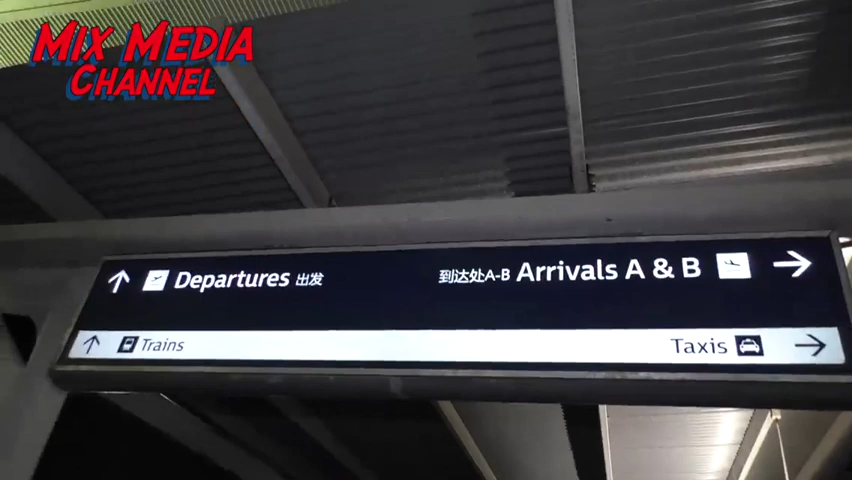 MIX MEDIA
CHANNEL
Departures 出发
到达处A-B Arrivals A & B
Trains
Taxis